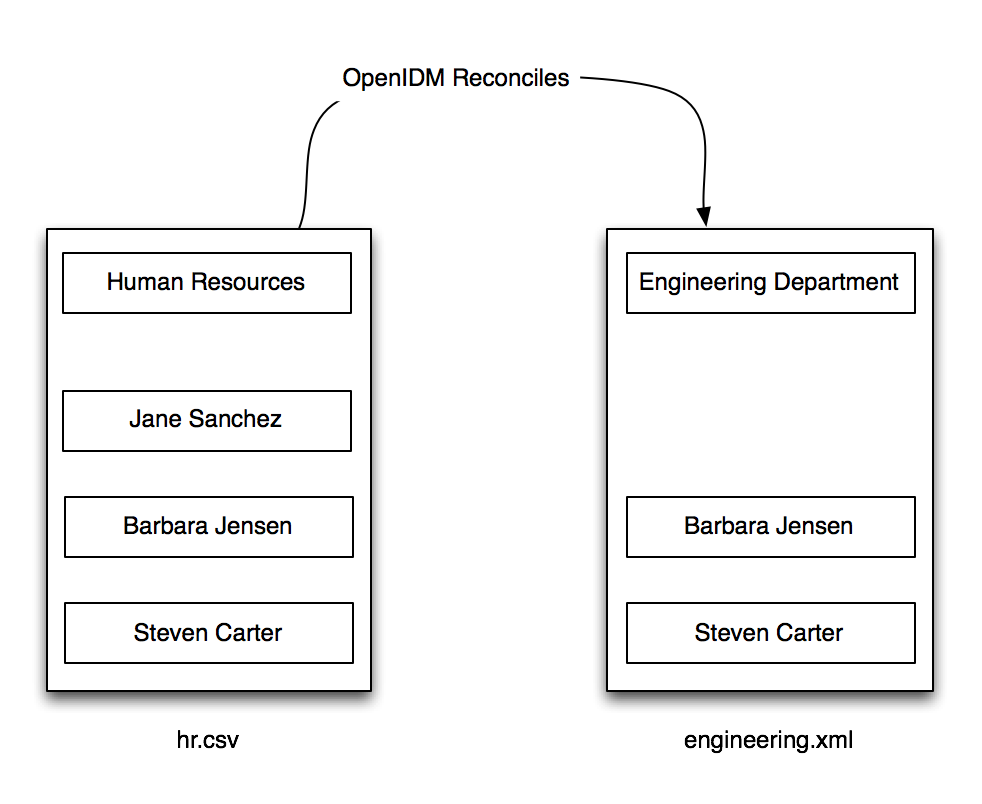 OpenIDM Reconciles
Human Resources
Jane Sanchez
Barbara Jensen
Steven Carter
hr.csv
Engineering Department
Barbara Jensen
Steven Carter
engineering.xml